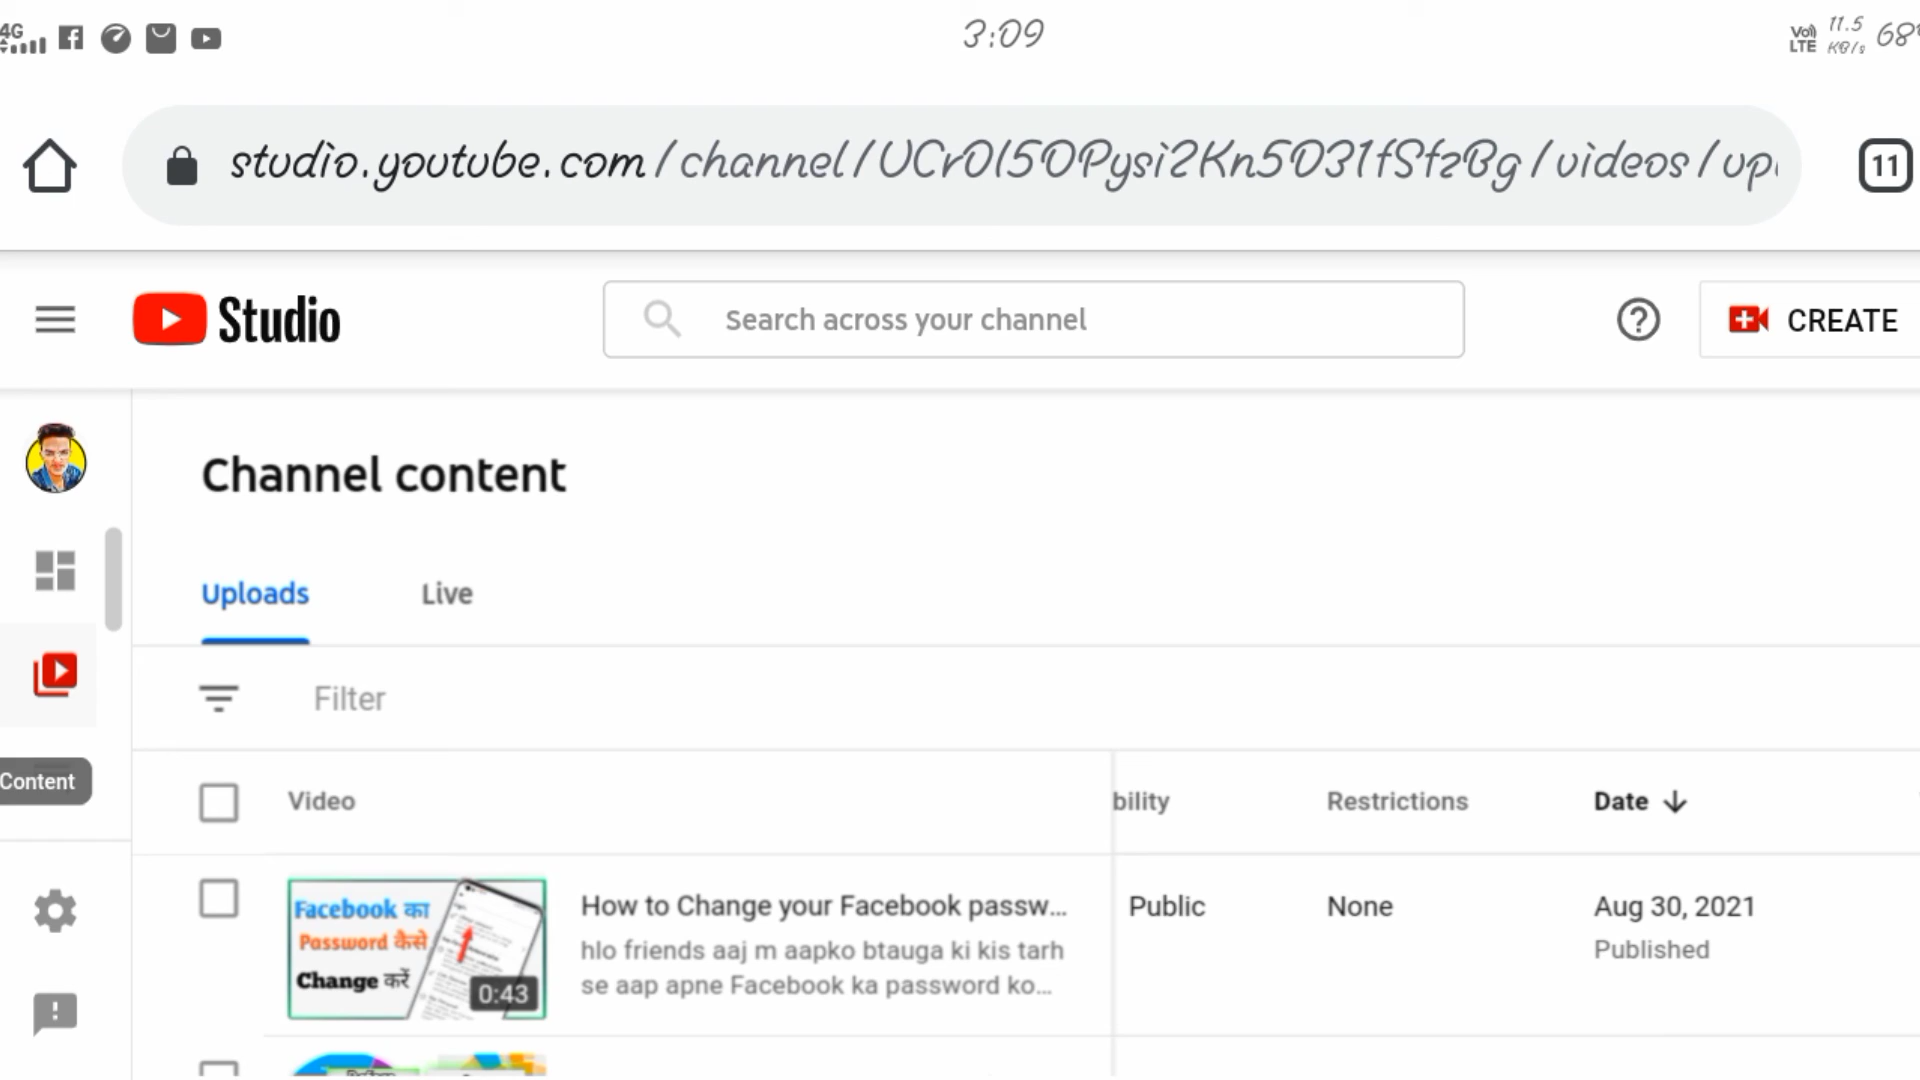 4G
3:09
Vo) LTE
11.5 KB/s
68
studio.youtube.com/channel/UCr0l5OPysi2Kn5O31fSfzBg/videos/up
11
Studio
Search across your channel
CREATE
Channel content
Uploads
Live
Filter
Content
Video
bility
Restrictions
Date
Facebook का
Password कैसे
Change करें
0:43
How to Change your Facebook passw...
Public
None
Aug 30, 2021
hlo friends aaj m aapko btauga ki kis tarh
Published
se aap apne Facebook ka password ko...